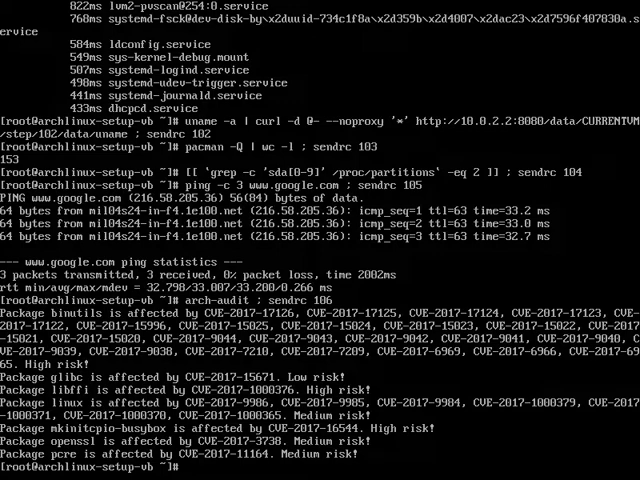 822ms lvm2-pvscan@254:0.service
768ms systemd-fsck@dev-disk-by\x2duuid-734c1f8a\x2d359b\x2d4007\x2dac23\x2d7596f407830a.s
ervice
584ms ldconfig.service
549ms sys-kernel-debug.mount
507ms systemd-logind.service
498ms systemd-udev-trigger.service
441ms systemd-journald.service
433ms dhcpcd.service
[root@archlinux-setup-vb ~]# uname -a | curl -d @- --noproxy '*' http://10.0.2.2:8080/data/CURRENTVM
/step/102/data/uname ; sendrc 102
[root@archlinux-setup-vb ~]# pacman -Q | wc -l ; sendrc 103
153
[root@archlinux-setup-vb ~]# [[ `grep -c 'sda[0-9]' /proc/partitions` -eq 2 ]] ; sendrc 104
[root@archlinux-setup-vb ~]# ping -c 3 www.google.com ; sendrc 105
PING www.google.com (216.58.205.36) 56(84) bytes of data.
64 bytes from mil04s24-in-f4.1e100.net (216.58.205.36): icmp_seq=1 ttl=63 time=33.2 ms
64 bytes from mil04s24-in-f4.1e100.net (216.58.205.36): icmp_seq=2 ttl=63 time=33.0 ms
64 bytes from mil04s24-in-f4.1e100.net (216.58.205.36): icmp_seq=3 ttl=63 time=32.7 ms
--- www.google.com ping statistics ---
3 packets transmitted, 3 received, 0% packet loss, time 2002ms
rtt min/avg/max/mdev = 32.798/33.007/33.200/0.266 ms
[root@archlinux-setup-vb ~]# arch-audit ; sendrc 106
Package binutils is affected by CVE-2017-17126, CVE-2017-17125, CVE-2017-17124, CVE-2017-17123, CVE-
2017-17122, CVE-2017-15996, CVE-2017-15025, CVE-2017-15024, CVE-2017-15023, CVE-2017-15022, CVE-2017
-15021, CVE-2017-15020, CVE-2017-9044, CVE-2017-9043, CVE-2017-9042, CVE-2017-9041, CVE-2017-9040, C
VE-2017-9039, CVE-2017-9038, CVE-2017-7210, CVE-2017-7209, CVE-2017-6969, CVE-2017-6966, CVE-2017-69
65. High risk!
Package glibc is affected by CVE-2017-15671. Low risk!
Package libffi is affected by CVE-2017-1000376. High risk!
Package linux is affected by CVE-2017-9986, CVE-2017-9985, CVE-2017-9984, CVE-2017-1000379, CVE-2017
-1000371, CVE-2017-1000370, CVE-2017-1000365. Medium risk!
Package mkinitcpio-busybox is affected by CVE-2017-16544. High risk!
Package openssl is affected by CVE-2017-3738. Medium risk!
Package pcre is affected by CVE-2017-11164. Medium risk!
[root@archlinux-setup-vb ~]#